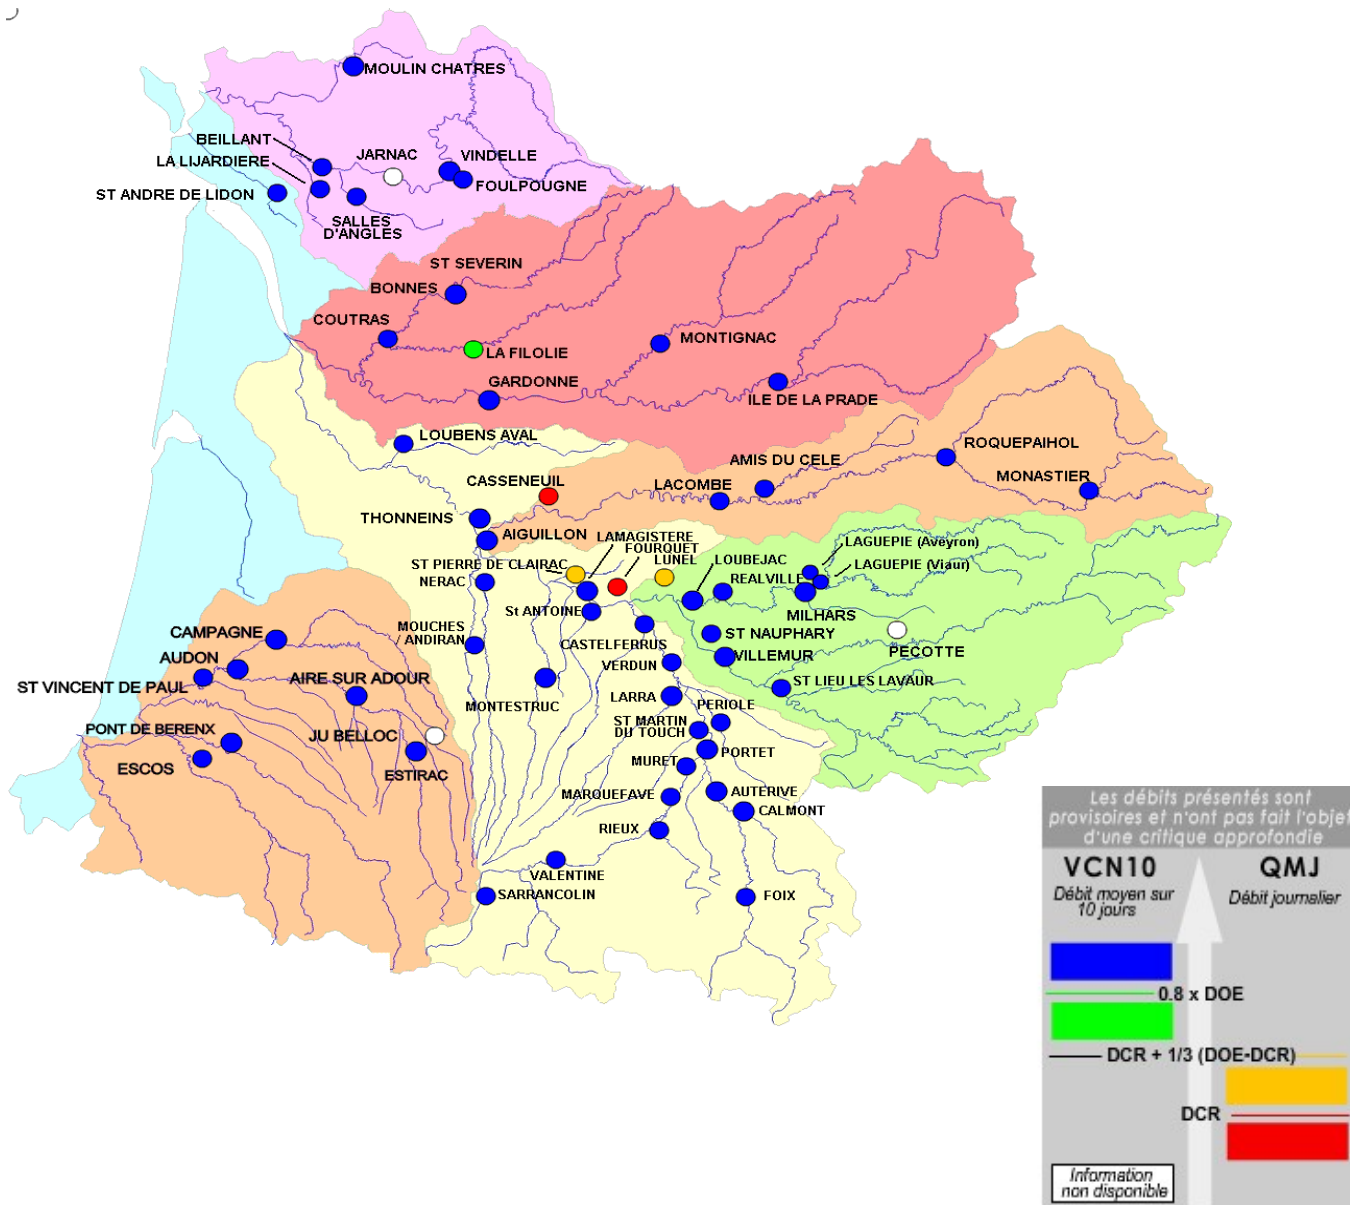 MOULIN CHATRES
BEILLANT
JARNAC
VINDELLE
LA LIJARDIERE
FOULPOUGNE
ST ANDRE DE LIDON
SALLES
D'ANGLES
ST SEVERIN
BONNES
COUTRAS
MONTIGNAC
LA FILOLIE
GARDONNE
ILE DE LA PRADE
LOUBENS AVAL
ROQUEPAIHOL
AMIS DU CELE
CASSENEUIL
LACOMBE
MONASTIER
THONNEINS
AIGUILLON
LAMAGISTERE
FOURQUET
LUNEL
LAGUEPIE (Aveyron)
ST PIERRE DE CLAIRAC
LOUBEJAC
LAGUEPIE (Viaur)
NERAC
REALVILLE
St ANTOINE
MILHARS
CAMPAGNE
MOUCHES
/ ANDIRAN
CASTELFERRUS
ST NAUPHARY
PECOTTE
AUDON
VERDUN
VILLEMUR
ST VINCENT DE PAUL
AIRE SUR ADOUR
ST LIEU LES LAVAUR
MONTESTRUC
LARRA
PERIOLE
PONT DE BERENX
JU BELLOC
ST MARTIN
DU TOUCH
PORTET
ESCOS
ESTIRAC
MURET
MARQUEFAVE
AUTERIVE
CALMONT
RIEUX
VALENTINE
SARRANCOLIN
FOIX
Les débits présentés sont
provisoires et n'ont pas fait l'objet
d'une critique approfondie
VCN10
QMJ
Débit moyen sur
10 jours
Débit journalier
0.8 x DOE
DCR + 1/3 (DOE-DCR)
DCR
Information
non disponible